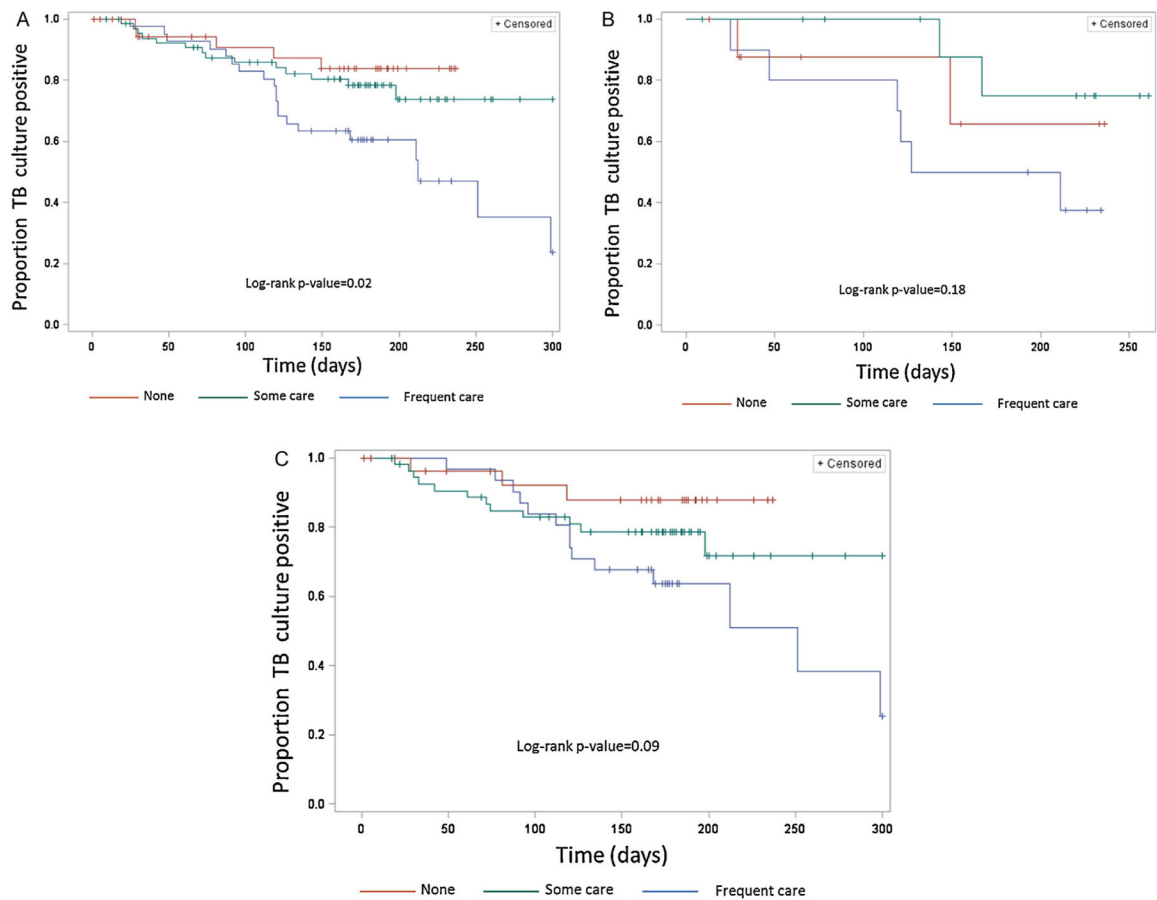 A
+ Censored
Proportion TB culture positive
1.0
0.8
0.6
0.4
0.2
0.0
Log-rank p-value=0.02
0 50 100 150 200 250 300
Time (days)
None Some care Frequent care
B
+ Censored
Proportion TB culture positive
1.0
0.8
0.6
0.4
0.2
0.0
Log-rank p-value=0.18
0 50 100 150 200 250
Time (days)
None Some care Frequent care
C
+ Censored
Proportion TB culture positive
1.0
0.8
0.6
0.4
0.2
0.0
Log-rank p-value=0.09
0 50 100 150 200 250 300
Time (days)
None Some care Frequent care